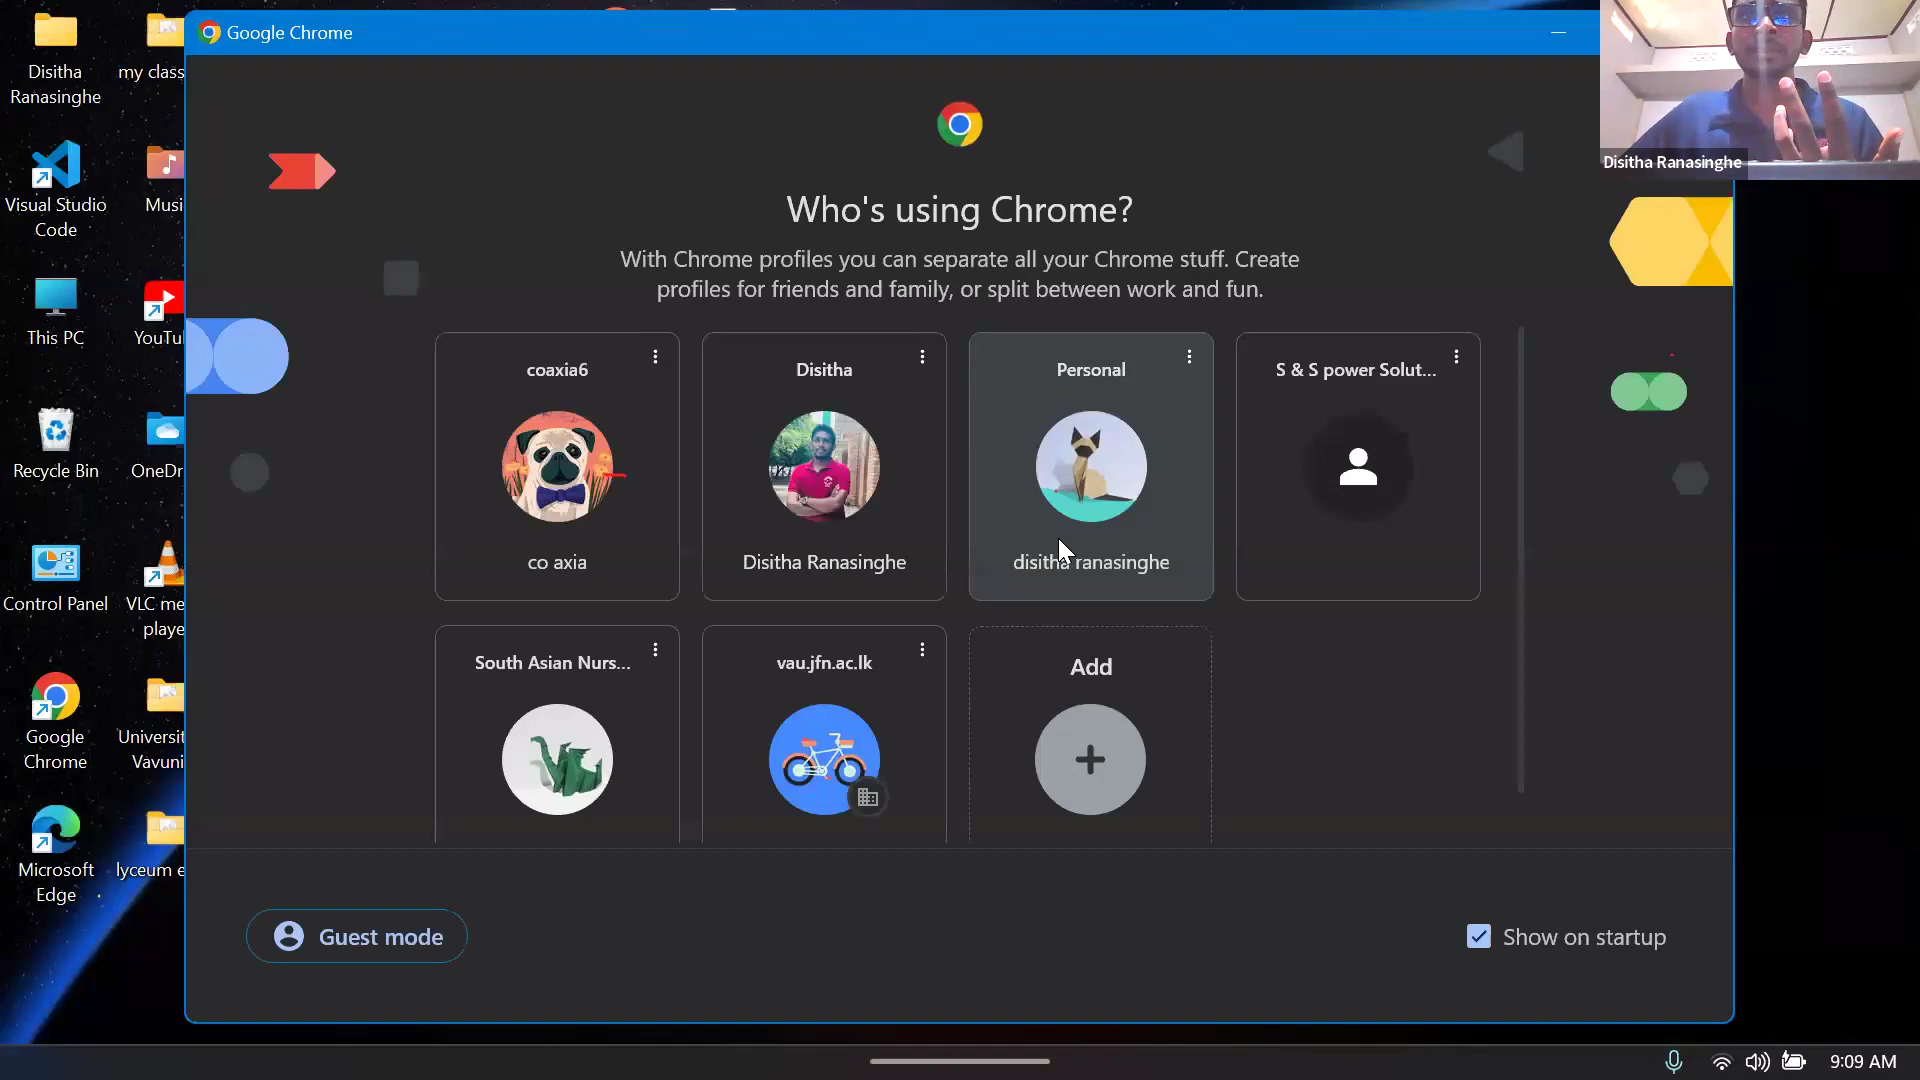 Disitha
Ranasinghe
my class
Visual Studio
Code
Musi
This PC
YouTu
Recycle Bin
OneDr
Control Panel
VLC me
playe
Google
Chrome
Universit
Vavuni
Microsoft
Edge
lyceum e
Google Chrome
Who's using Chrome?
With Chrome profiles you can separate all your Chrome stuff. Create
profiles for friends and family, or split between work and fun.
coaxia6
co axia
Disitha
Disitha Ranasinghe
Personal
disitha ranasinghe
S & S power Solut...
South Asian Nurs...
vau.jfn.ac.lk
Add
Guest mode
Show on startup
Disitha Ranasinghe
9:09 AM